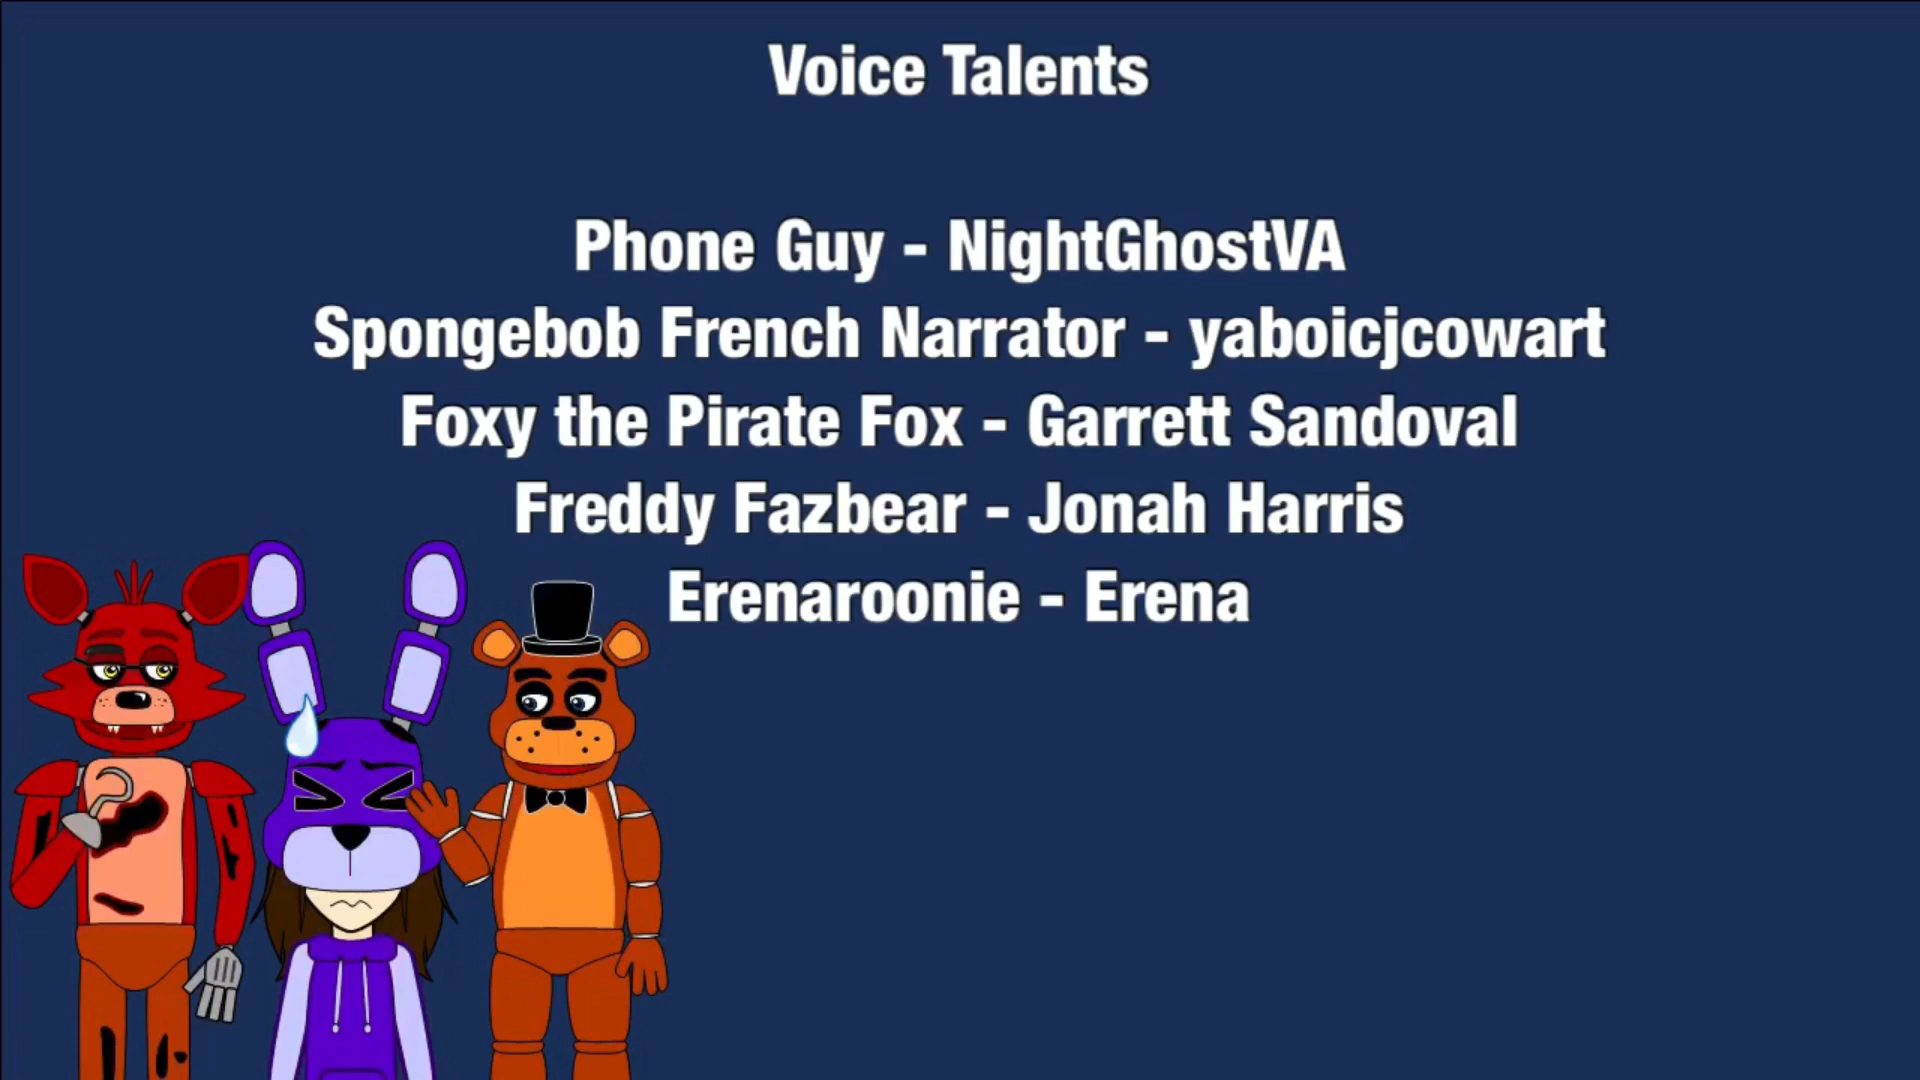 Voice Talents
Phone Guy - NightGhostVA
Spongebob French Narrator - yaboicjcowart
Foxy the Pirate Fox - Garrett Sandoval
Freddy Fazbear - Jonah Harris
Erenaroonie - Erena